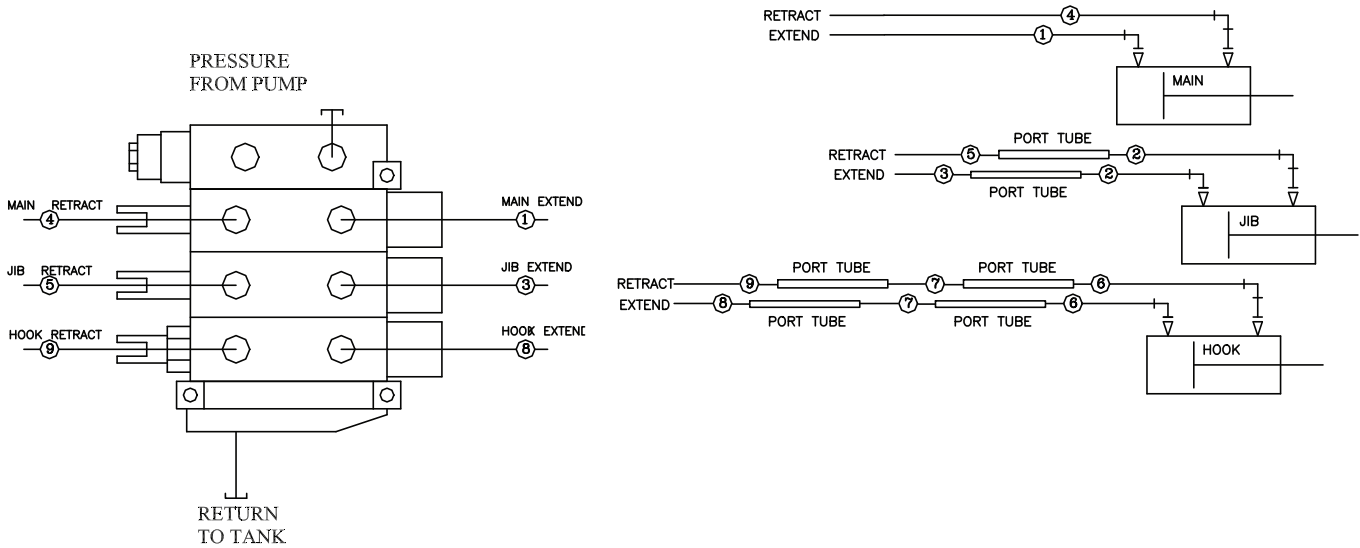 PRESSURE
FROM PUMP
MAIN RETRACT
4
MAIN EXTEND
1
JIB RETRACT
5
JIB EXTEND
3
HOOK RETRACT
9
HOOK EXTEND
8
RETURN
TO TANK
RETRACT 4
EXTEND 1
MAIN
PORT TUBE
RETRACT 5 2
EXTEND 3 2
PORT TUBE
JIB
PORT TUBE PORT TUBE
RETRACT 9 7 6
EXTEND 8 7 6
PORT TUBE PORT TUBE
HOOK